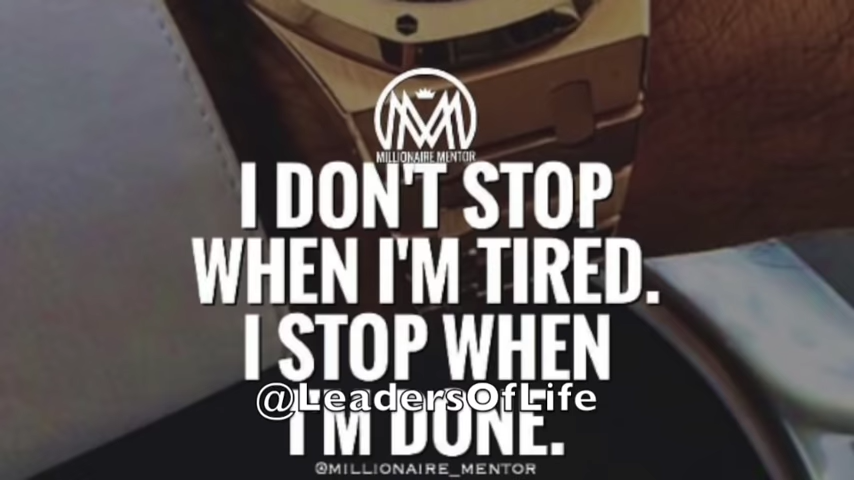 MILLIONAIRE MENTOR
I DON'T STOP
WHEN I'M TIRED.
I STOP WHEN
@LeadersOfLife
I'M DONE.
@MILLIONAIRE_MENTOR